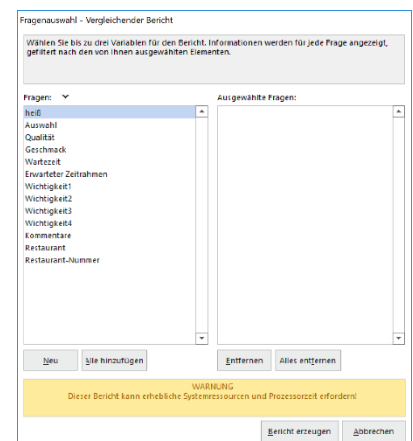 Fragenauswahl - Vergleichender Bericht
Wählen Sie bis zu drei Variablen für den Bericht. Informationen werden für jede Frage angezeigt,
gefiltert nach den von Ihnen ausgewählten Elementen.
Fragen:
Ausgewählte Fragen:
heiß
Auswahl
Qualität
Geschmack
Wartezeit
Erwarteter Zeitrahmen
Wichtigkeit1
Wichtigkeit2
Wichtigkeit3
Wichtigkeit4
Kommentare
Restaurant
Restaurant-Nummer
Neu
Alle hinzufügen
Entfernen
Alles entfernen
WARNUNG
Dieser Bericht kann erhebliche Systemressourcen und Prozessorzeit erfordern!
Bericht erzeugen
Abbrechen